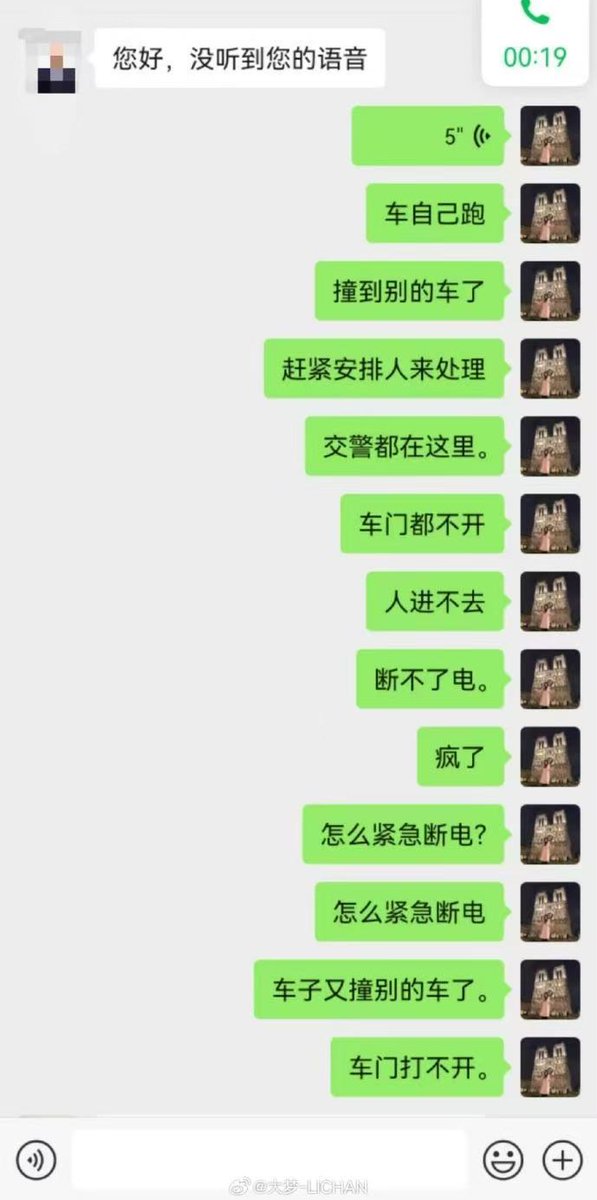 00:19
您好，没听到您的语音
5"
车自己跑
撞到别的车了
赶紧安排人来处理
交警都在这里。
车门都不开
人进不去
断不了电。
疯了
怎么紧急断电?
怎么紧急断电
车子又撞别的车了。
车门打不开。
@大梦-LICHAN